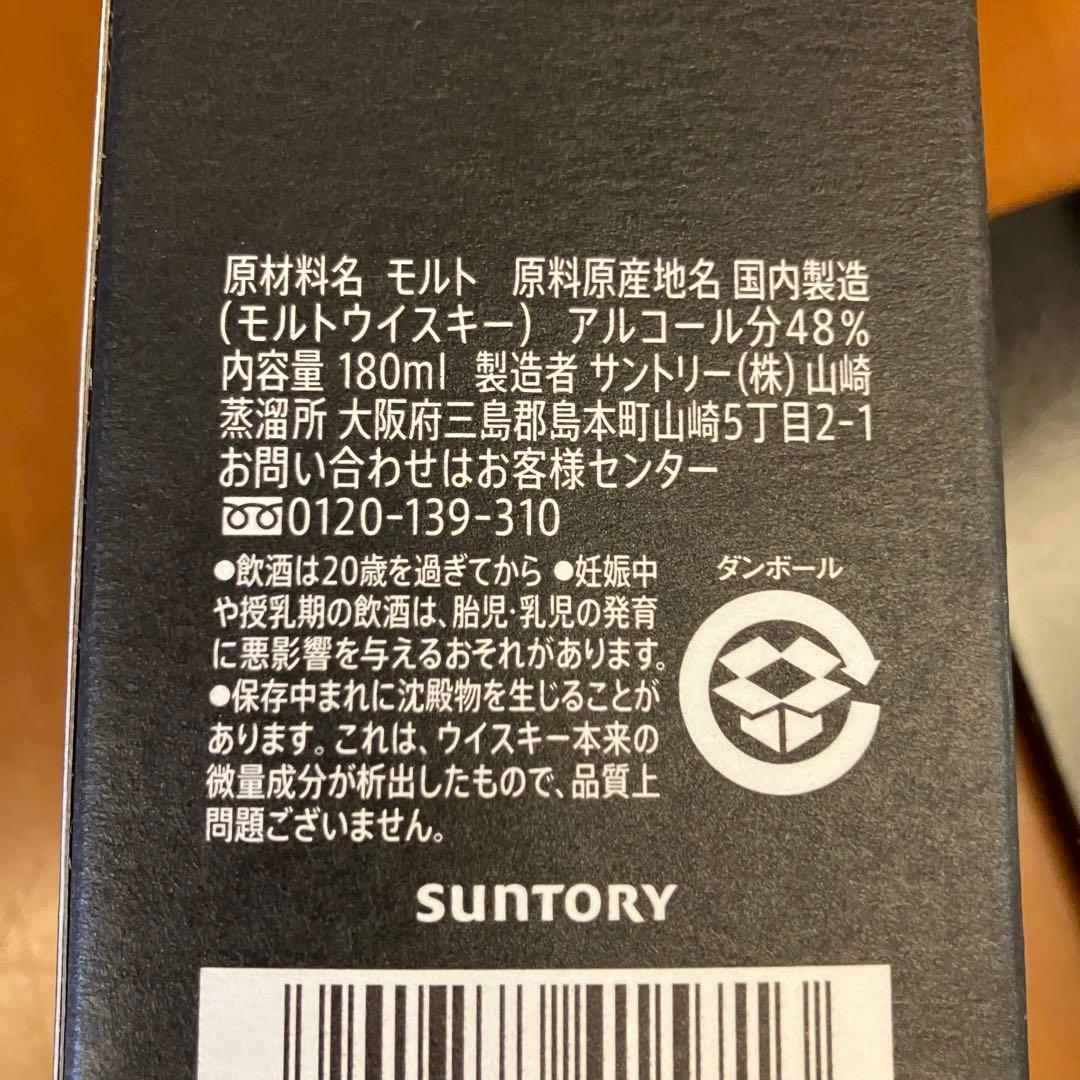 原材料名 モルト 原料原産地名 国内製造
(モルトウイスキー) アルコール分48%
内容量 180ml 製造者 サントリー(株) 山崎
蒸溜所 大阪府三島郡島本町山崎5丁目2-1
お問い合わせはお客様センター
0120-139-310
●飲酒は20歳を過ぎてから ●妊娠中
や授乳期の飲酒は、胎児・乳児の発育
に悪影響を与えるおそれがあります。
●保存中まれに沈殿物を生じることが
あります。これは、ウイスキー本来の
微量成分が析出したもので、品質上
問題ございません。
ダンボール
SUNTORY